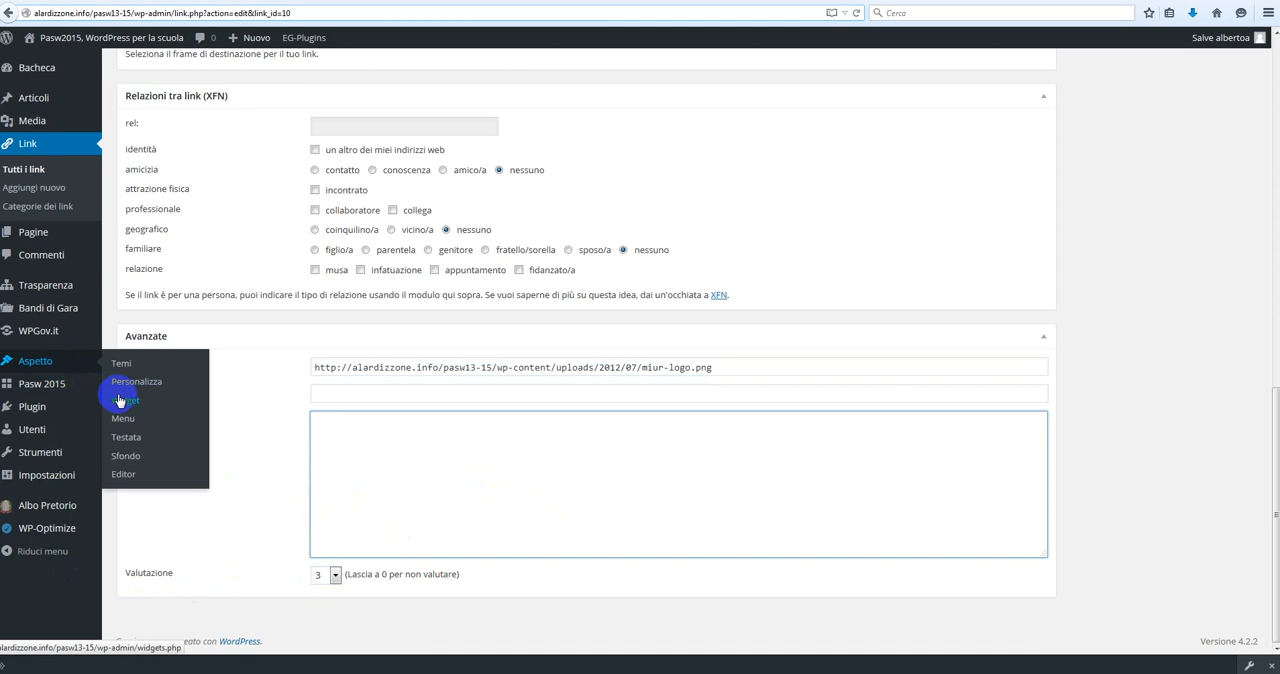 alardizzone.info/pasw13-15/wp-admin/link.php?action=edit&link_id=10
Cerca
Pasw2015, WordPress per la scuola
0
Nuovo
EG-Plugins
Salve albertoa
Seleziona il frame di destinazione per il tuo link.
Bacheca
Articoli
Media
Link
Tutti i link
Aggiungi nuovo
Categorie dei link
Pagine
Commenti
Trasparenza
Bandi di Gara
WPGov.it
Aspetto
Pasw 2015
Plugin
Utenti
Strumenti
Impostazioni
Albo Pretorio
WP-Optimize
Riduci menu
Temi
Personalizza
Menu
Testata
Sfondo
Editor
Relazioni tra link (XFN)
rel:
identità un altro dei miei indirizzi web
amicizia contatto conoscenza amico/a nessuno
attrazione fisica incontrato
professionale collaboratore collega
geografico coinquilino/a vicino/a nessuno
familiare figlio/a parentela genitore fratello/sorella sposo/a nessuno
relazione musa infatuazione appuntamento fidanzato/a
Se il link è per una persona, puoi indicare il tipo di relazione usando il modulo qui sopra. Se vuoi saperne di più su questa idea, dai un'occhiata a XFN.
Avanzate
http://alardizzone.info/pasw13-15/wp-content/uploads/2012/07/miur-logo.png
Valutazione 3 (Lascia a 0 per non valutare)
eato con WordPress.
Versione 4.2.2
alardizzone.info/pasw13-15/wp-admin/widgets.php